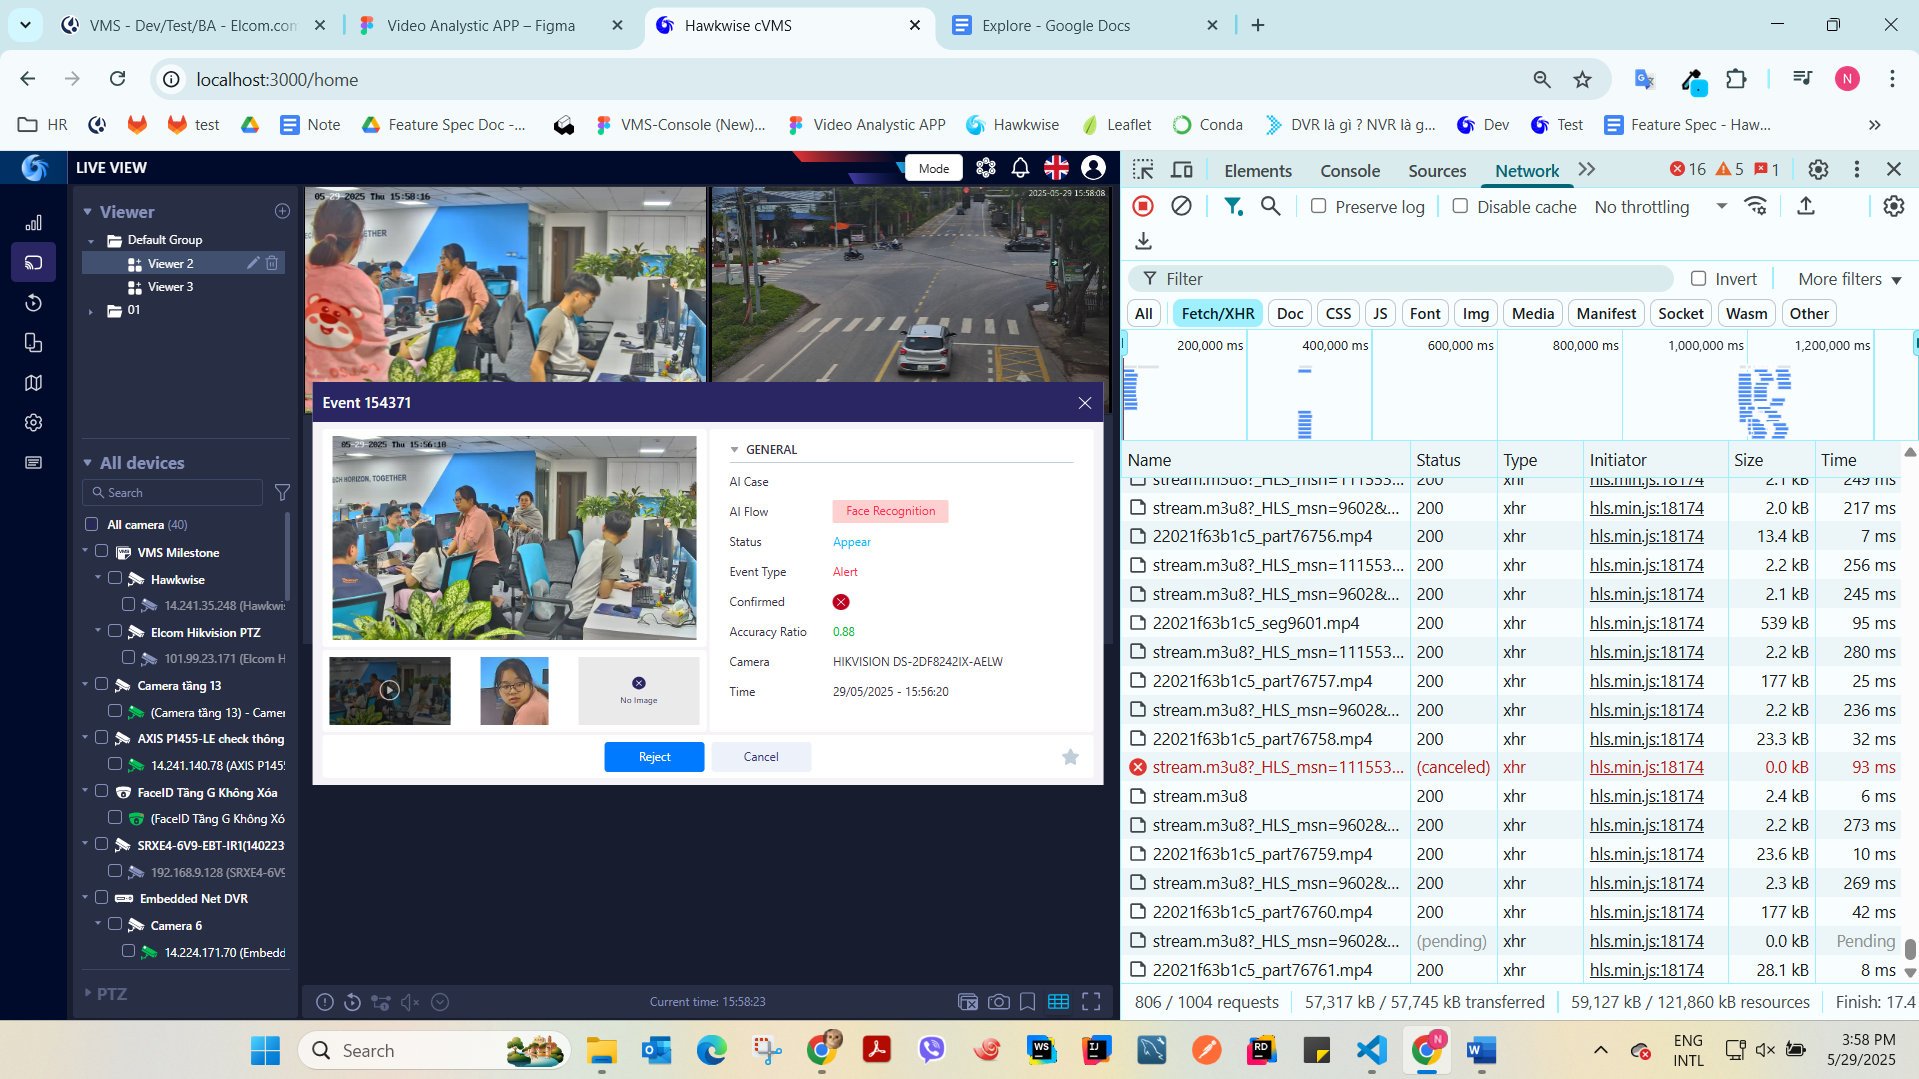 VMS - Dev/Test/BA - Elcom.com
Video Analystic APP – Figma
Hawkwise cVMS
Explore - Google Docs
localhost:3000/home
N
HR
test
Note
Feature Spec Doc -...
VMS-Console (New)...
Video Analystic APP
Hawkwise
Leaflet
Conda
DVR là gì ? NVR là g...
Dev
Test
Feature Spec - Haw...
LIVE VIEW
Mode
Viewer
Default Group
Viewer 2
Viewer 3
01
All devices
Search
All camera (40)
VMS Milestone
Hawkwise
14.241.35.248 (Hawkwis
Elcom Hikvision PTZ
101.99.23.171 (Elcom H
Camera tầng 13
(Camera tầng 13) - Camer
AXIS P1455-LE check thông
14.241.140.78 (AXIS P145
FaceID Tầng G Không Xóa
(FaceID Tầng G Không Xó
SRXE4-6V9-EBT-IR1(140223
192.168.9.128 (SRXE4-6V9
Embedded Net DVR
Camera 6
14.224.171.70 (Embedd
PTZ
05-29-2025 Thu 15:58:16
2025-05-29 15:58:08
Event 154371
05-29-2025 Thu 15:56:18
ECH HORIZON. TOGETHER
No Image
GENERAL
AI Case
AI Flow Face Recognition
Status Appear
Event Type Alert
Confirmed
Accuracy Ratio 0.88
Camera HIKVISION DS-2DF8242IX-AELW
Time 29/05/2025 - 15:56:20
Reject
Cancel
Current time: 15:58:23
Elements
Console
Sources
Network
16
5
1
Preserve log
Disable cache
No throttling
Filter
Invert
More filters
All
Fetch/XHR
Doc
CSS
JS
Font
Img
Media
Manifest
Socket
Wasm
Other
200,000 ms
400,000 ms
600,000 ms
800,000 ms
1,000,000 ms
1,200,000 ms
Name Status Type Initiator Size Time
stream.m3u8?_HLS_msn=111553... 200 xhr hls.min.js:18174 2.1 kB 249 ms
stream.m3u8?_HLS_msn=9602&... 200 xhr hls.min.js:18174 2.0 kB 217 ms
22021f63b1c5_part76756.mp4 200 xhr hls.min.js:18174 13.4 kB 7 ms
stream.m3u8?_HLS_msn=111553... 200 xhr hls.min.js:18174 2.2 kB 256 ms
stream.m3u8?_HLS_msn=9602&... 200 xhr hls.min.js:18174 2.1 kB 245 ms
22021f63b1c5_seg9601.mp4 200 xhr hls.min.js:18174 539 kB 95 ms
stream.m3u8?_HLS_msn=111553... 200 xhr hls.min.js:18174 2.2 kB 280 ms
22021f63b1c5_part76757.mp4 200 xhr hls.min.js:18174 177 kB 25 ms
stream.m3u8?_HLS_msn=9602&... 200 xhr hls.min.js:18174 2.2 kB 236 ms
22021f63b1c5_part76758.mp4 200 xhr hls.min.js:18174 23.3 kB 32 ms
stream.m3u8?_HLS_msn=111553... (canceled) xhr hls.min.js:18174 0.0 kB 93 ms
stream.m3u8 200 xhr hls.min.js:18174 2.4 kB 6 ms
stream.m3u8?_HLS_msn=9602&... 200 xhr hls.min.js:18174 2.2 kB 273 ms
22021f63b1c5_part76759.mp4 200 xhr hls.min.js:18174 23.6 kB 10 ms
stream.m3u8?_HLS_msn=9602&... 200 xhr hls.min.js:18174 2.3 kB 269 ms
22021f63b1c5_part76760.mp4 200 xhr hls.min.js:18174 177 kB 42 ms
stream.m3u8?_HLS_msn=9602&... (pending) xhr hls.min.js:18174 0.0 kB Pending
22021f63b1c5_part76761.mp4 200 xhr hls.min.js:18174 28.1 kB 8 ms
806 / 1004 requests
57,317 kB / 57,745 kB transferred
59,127 kB / 121,860 kB resources
Finish: 17.4
Search
ENG
INTL
3:58 PM
5/29/2025